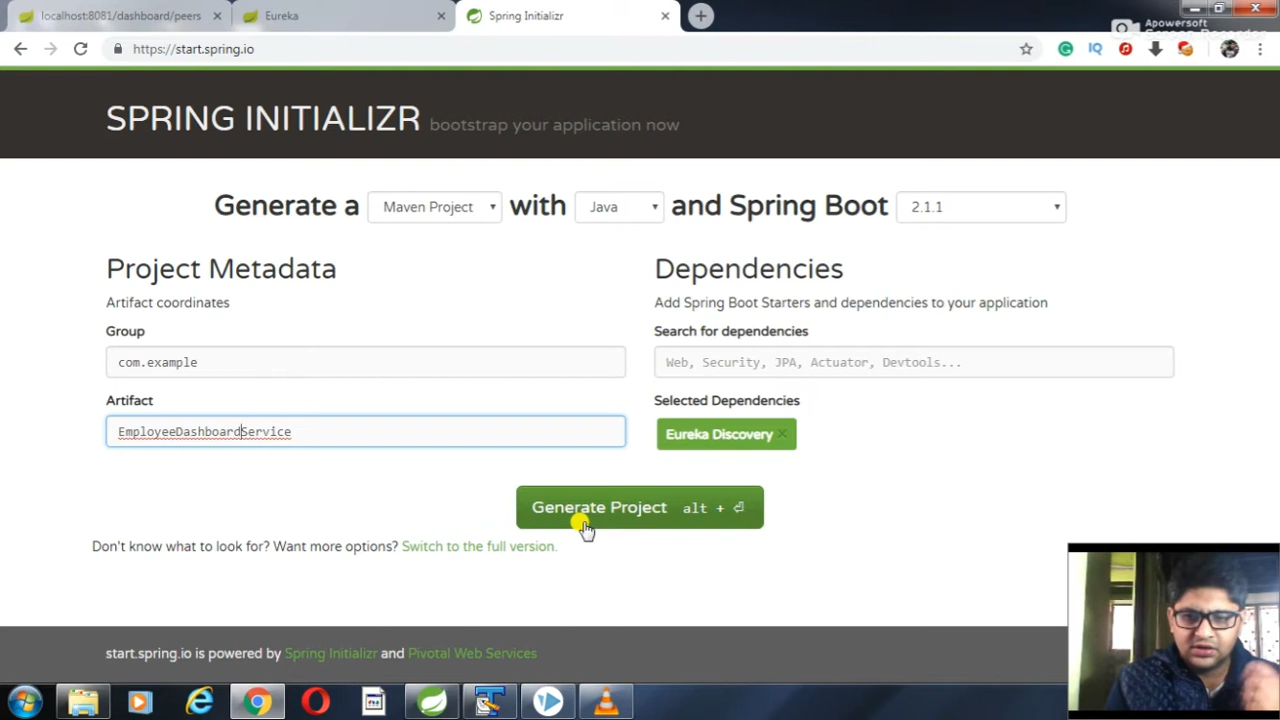 localhost:8081/dashboard/peers
Eureka
Spring Initializr
Apowersoft
https://start.spring.io
SPRING INITIALIZR bootstrap your application now
Generate a Maven Project with Java and Spring Boot 2.1.1
Project Metadata
Artifact coordinates
Group
com.example
Artifact
EmployeeDashboardService
Dependencies
Add Spring Boot Starters and dependencies to your application
Search for dependencies
Web, Security, JPA, Actuator, Devtools...
Selected Dependencies
Eureka Discovery ×
Generate Project alt + ⏎
Don't know what to look for? Want more options? Switch to the full version.
start.spring.io is powered by Spring Initializr and Pivotal Web Services